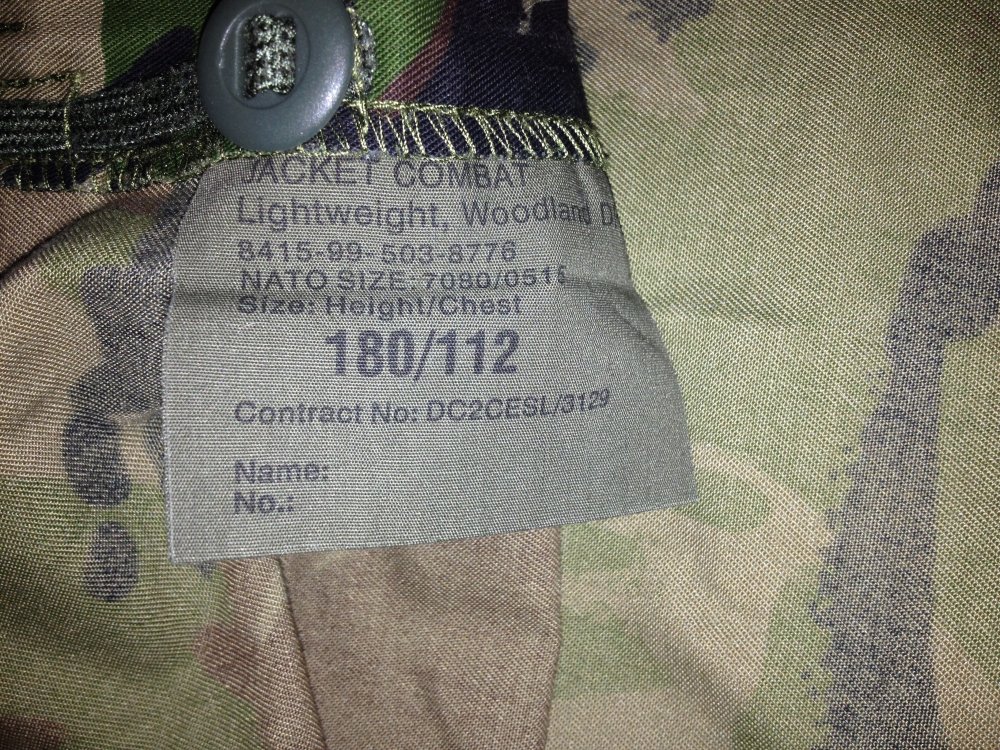 JACKET COMBAT
Lightweight, Woodland D
8415-99-503-8776
NATO SIZE: 7080/0515
Size: Height/Chest
180/112
Contract No: DC2CESL/3129
Name:
No.: